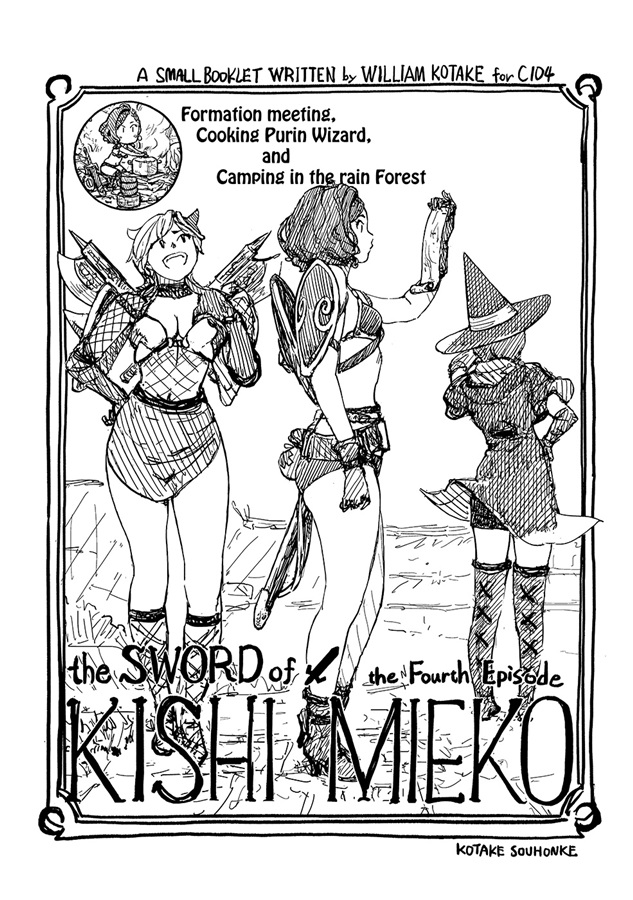 A SMALL BOOKLET WRITTEN by WILLIAM KOTAKE for C104
Formation meeting,
Cooking Purin Wizard,
and
Camping in the rain Forest
the SWORD of
the Fourth Episode
KISHI MIEKO
KOTAKE SOUHONKE